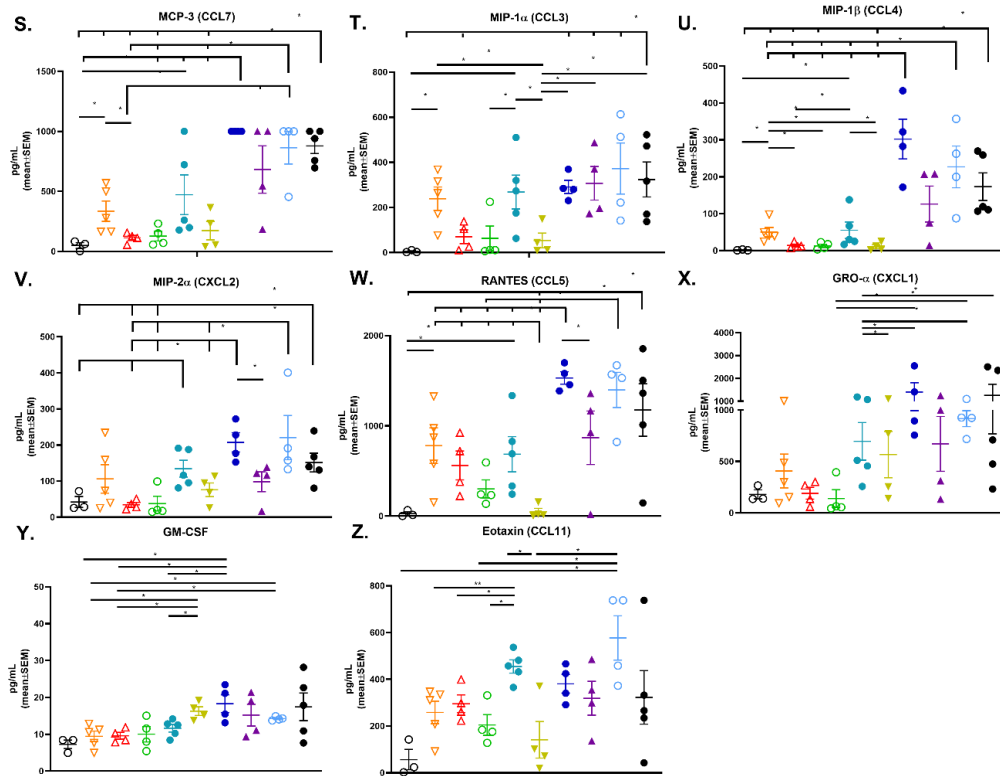 S.
MCP-3 (CCL7)
pg/mL
(mean±SEM)
1500
1000
500
0
T.
MIP-1α (CCL3)
pg/mL
(mean±SEM)
800
600
400
200
0
U.
MIP-1β (CCL4)
pg/mL
(mean±SEM)
500
400
300
200
100
0
V.
MIP-2α (CXCL2)
pg/mL
(mean±SEM)
500
400
300
200
100
0
W.
RANTES (CCL5)
pg/mL
(mean±SEM)
2000
1000
0
X.
GRO-α (CXCL1)
pg/mL
(mean±SEM)
4000
3000
2000
1000
1000
500
0
Y.
GM-CSF
pg/mL
(mean±SEM)
50
40
30
20
10
0
Z.
Eotaxin (CCL11)
**
pg/mL
(mean±SEM)
800
600
400
200
0